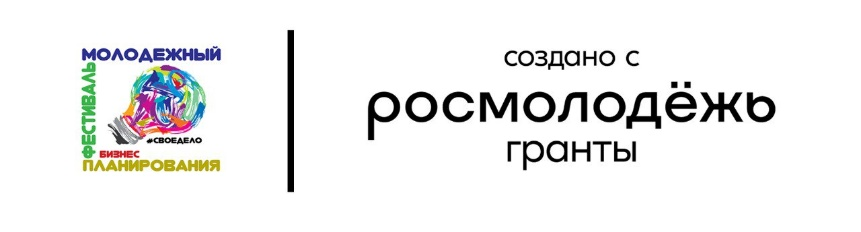 МОЛОДЕЖНЫЙ
ФЕСТИВАЛЬ
#СВОЕДЕЛО
БИЗНЕС
ПЛАНИРОВАНИЯ
создано с
росмолодёжь
гранты